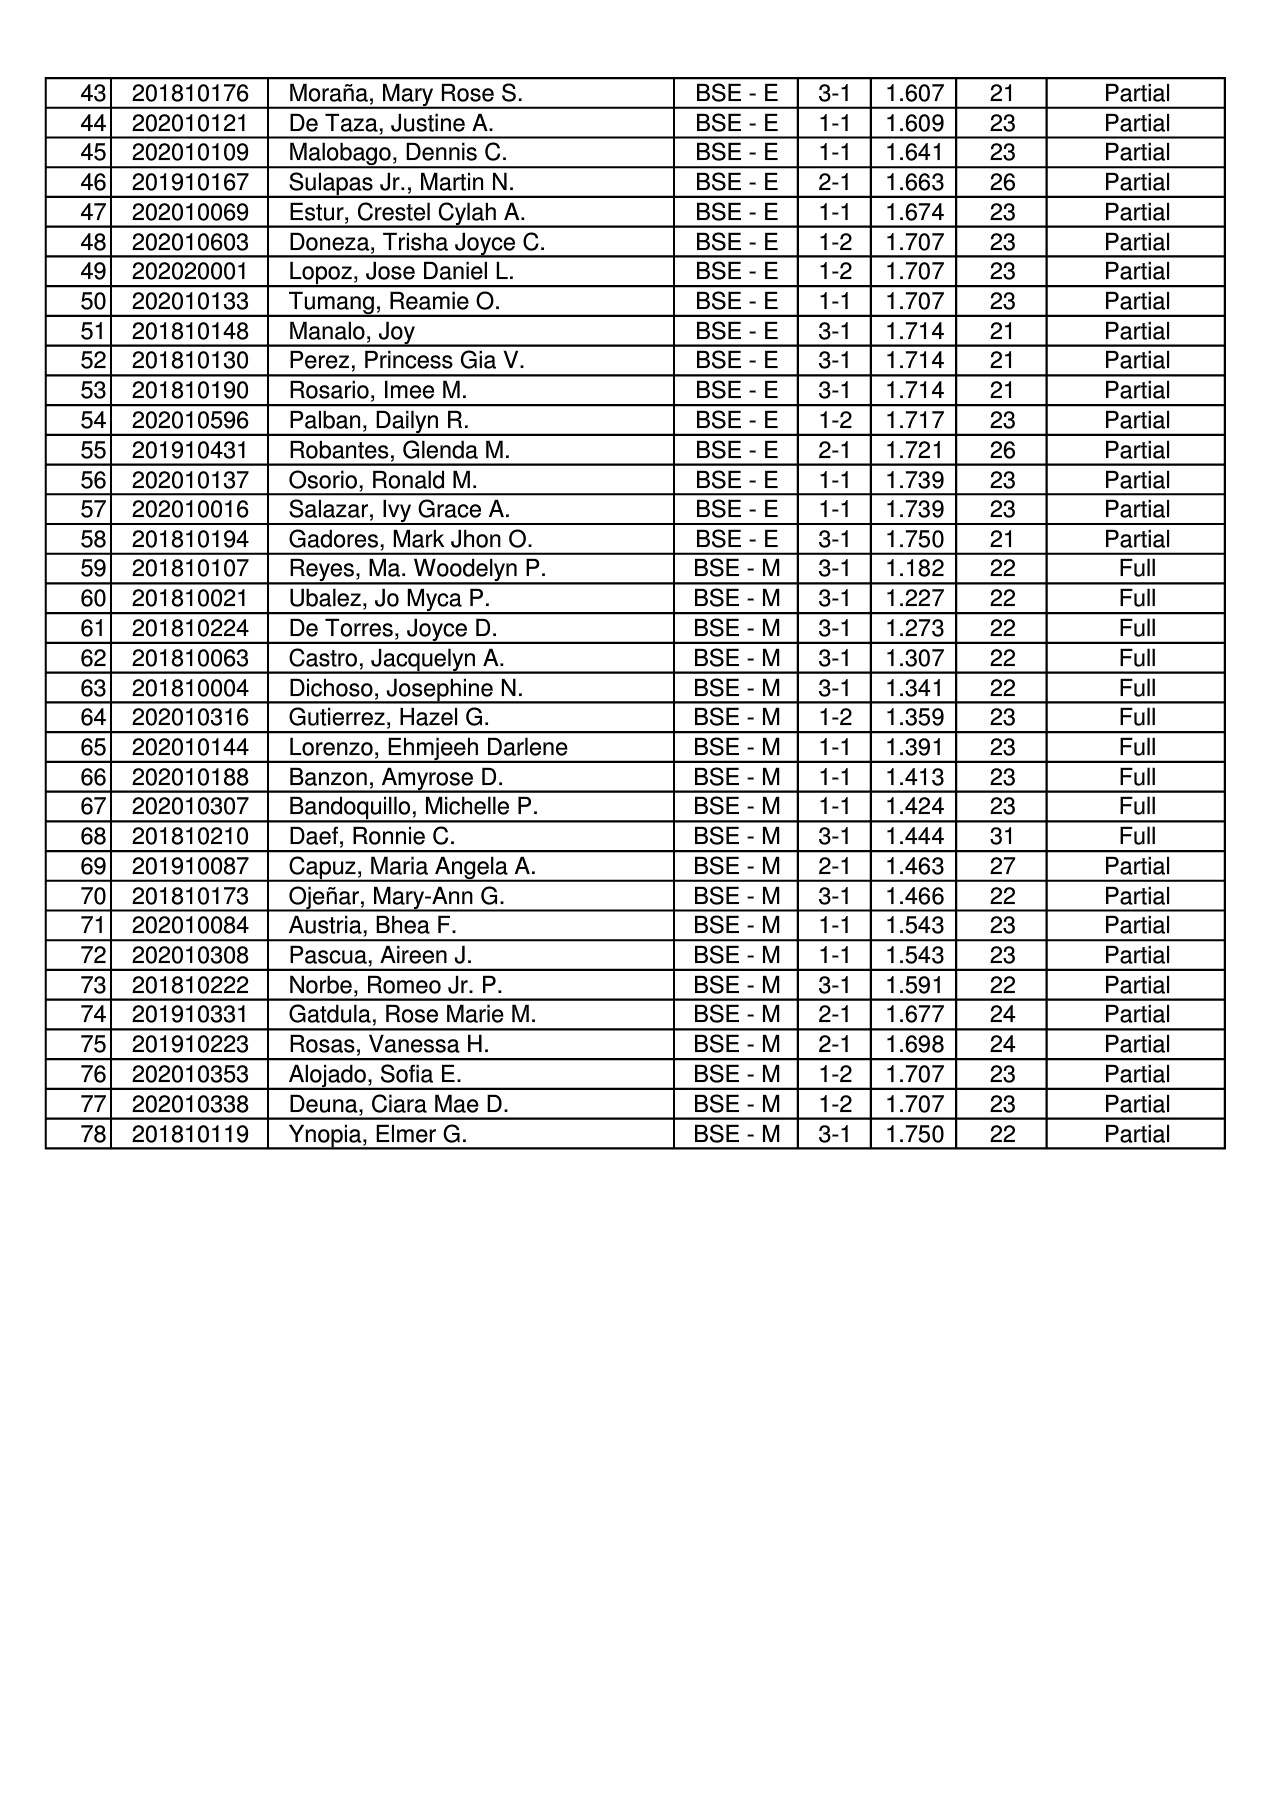 43 201810176 Moraña, Mary Rose S. BSE - E 3-1 1.607 21 Partial
44 202010121 De Taza, Justine A. BSE - E 1-1 1.609 23 Partial
45 202010109 Malobago, Dennis C. BSE - E 1-1 1.641 23 Partial
46 201910167 Sulapas Jr., Martin N. BSE - E 2-1 1.663 26 Partial
47 202010069 Estur, Crestel Cylah A. BSE - E 1-1 1.674 23 Partial
48 202010603 Doneza, Trisha Joyce C. BSE - E 1-2 1.707 23 Partial
49 202020001 Lopoz, Jose Daniel L. BSE - E 1-2 1.707 23 Partial
50 202010133 Tumang, Reamie O. BSE - E 1-1 1.707 23 Partial
51 201810148 Manalo, Joy BSE - E 3-1 1.714 21 Partial
52 201810130 Perez, Princess Gia V. BSE - E 3-1 1.714 21 Partial
53 201810190 Rosario, Imee M. BSE - E 3-1 1.714 21 Partial
54 202010596 Palban, Dailyn R. BSE - E 1-2 1.717 23 Partial
55 201910431 Robantes, Glenda M. BSE - E 2-1 1.721 26 Partial
56 202010137 Osorio, Ronald M. BSE - E 1-1 1.739 23 Partial
57 202010016 Salazar, Ivy Grace A. BSE - E 1-1 1.739 23 Partial
58 201810194 Gadores, Mark Jhon O. BSE - E 3-1 1.750 21 Partial
59 201810107 Reyes, Ma. Woodelyn P. BSE - M 3-1 1.182 22 Full
60 201810021 Ubalez, Jo Myca P. BSE - M 3-1 1.227 22 Full
61 201810224 De Torres, Joyce D. BSE - M 3-1 1.273 22 Full
62 201810063 Castro, Jacquelyn A. BSE - M 3-1 1.307 22 Full
63 201810004 Dichoso, Josephine N. BSE - M 3-1 1.341 22 Full
64 202010316 Gutierrez, Hazel G. BSE - M 1-2 1.359 23 Full
65 202010144 Lorenzo, Ehmjeeh Darlene BSE - M 1-1 1.391 23 Full
66 202010188 Banzon, Amyrose D. BSE - M 1-1 1.413 23 Full
67 202010307 Bandoquillo, Michelle P. BSE - M 1-1 1.424 23 Full
68 201810210 Daef, Ronnie C. BSE - M 3-1 1.444 31 Full
69 201910087 Capuz, Maria Angela A. BSE - M 2-1 1.463 27 Partial
70 201810173 Ojeñar, Mary-Ann G. BSE - M 3-1 1.466 22 Partial
71 202010084 Austria, Bhea F. BSE - M 1-1 1.543 23 Partial
72 202010308 Pascua, Aireen J. BSE - M 1-1 1.543 23 Partial
73 201810222 Norbe, Romeo Jr. P. BSE - M 3-1 1.591 22 Partial
74 201910331 Gatdula, Rose Marie M. BSE - M 2-1 1.677 24 Partial
75 201910223 Rosas, Vanessa H. BSE - M 2-1 1.698 24 Partial
76 202010353 Alojado, Sofia E. BSE - M 1-2 1.707 23 Partial
77 202010338 Deuna, Ciara Mae D. BSE - M 1-2 1.707 23 Partial
78 201810119 Ynopia, Elmer G. BSE - M 3-1 1.750 22 Partial